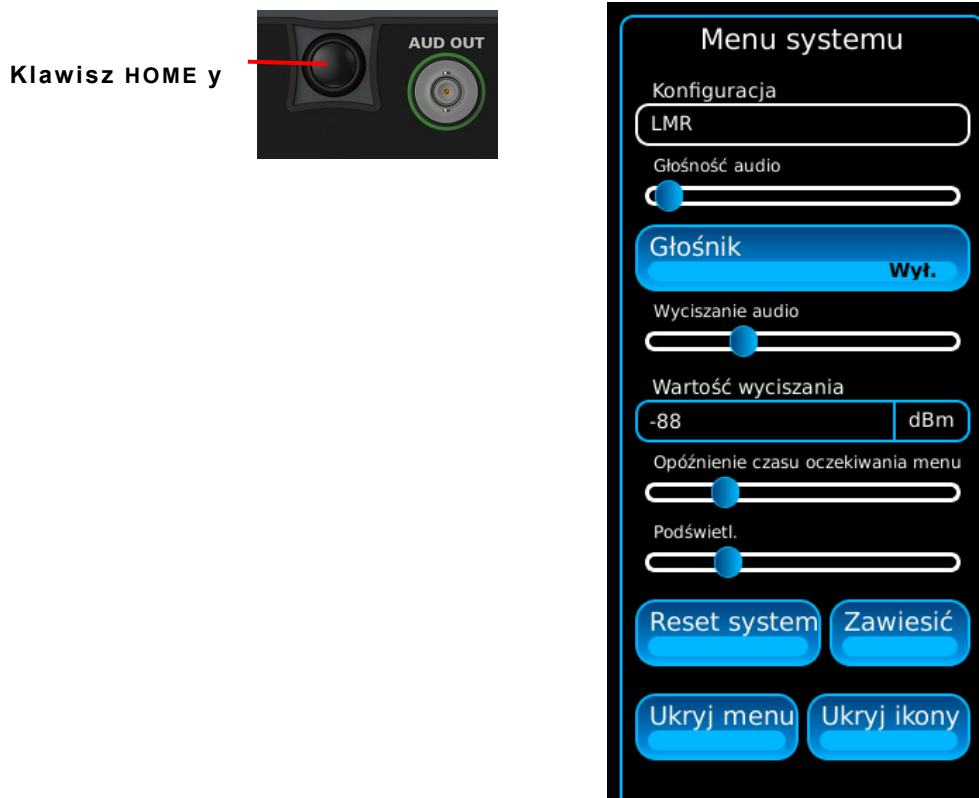 Klawisz HOME y
AUD OUT
Menu systemu
Konfiguracja
LMR
Głośność audio
Głośnik
Wył.
Wyciszanie audio
Wartość wyciszania
-88 dBm
Opóźnienie czasu oczekiwania menu
Podświetl.
Reset system Zawiesić
Ukryj menu Ukryj ikony